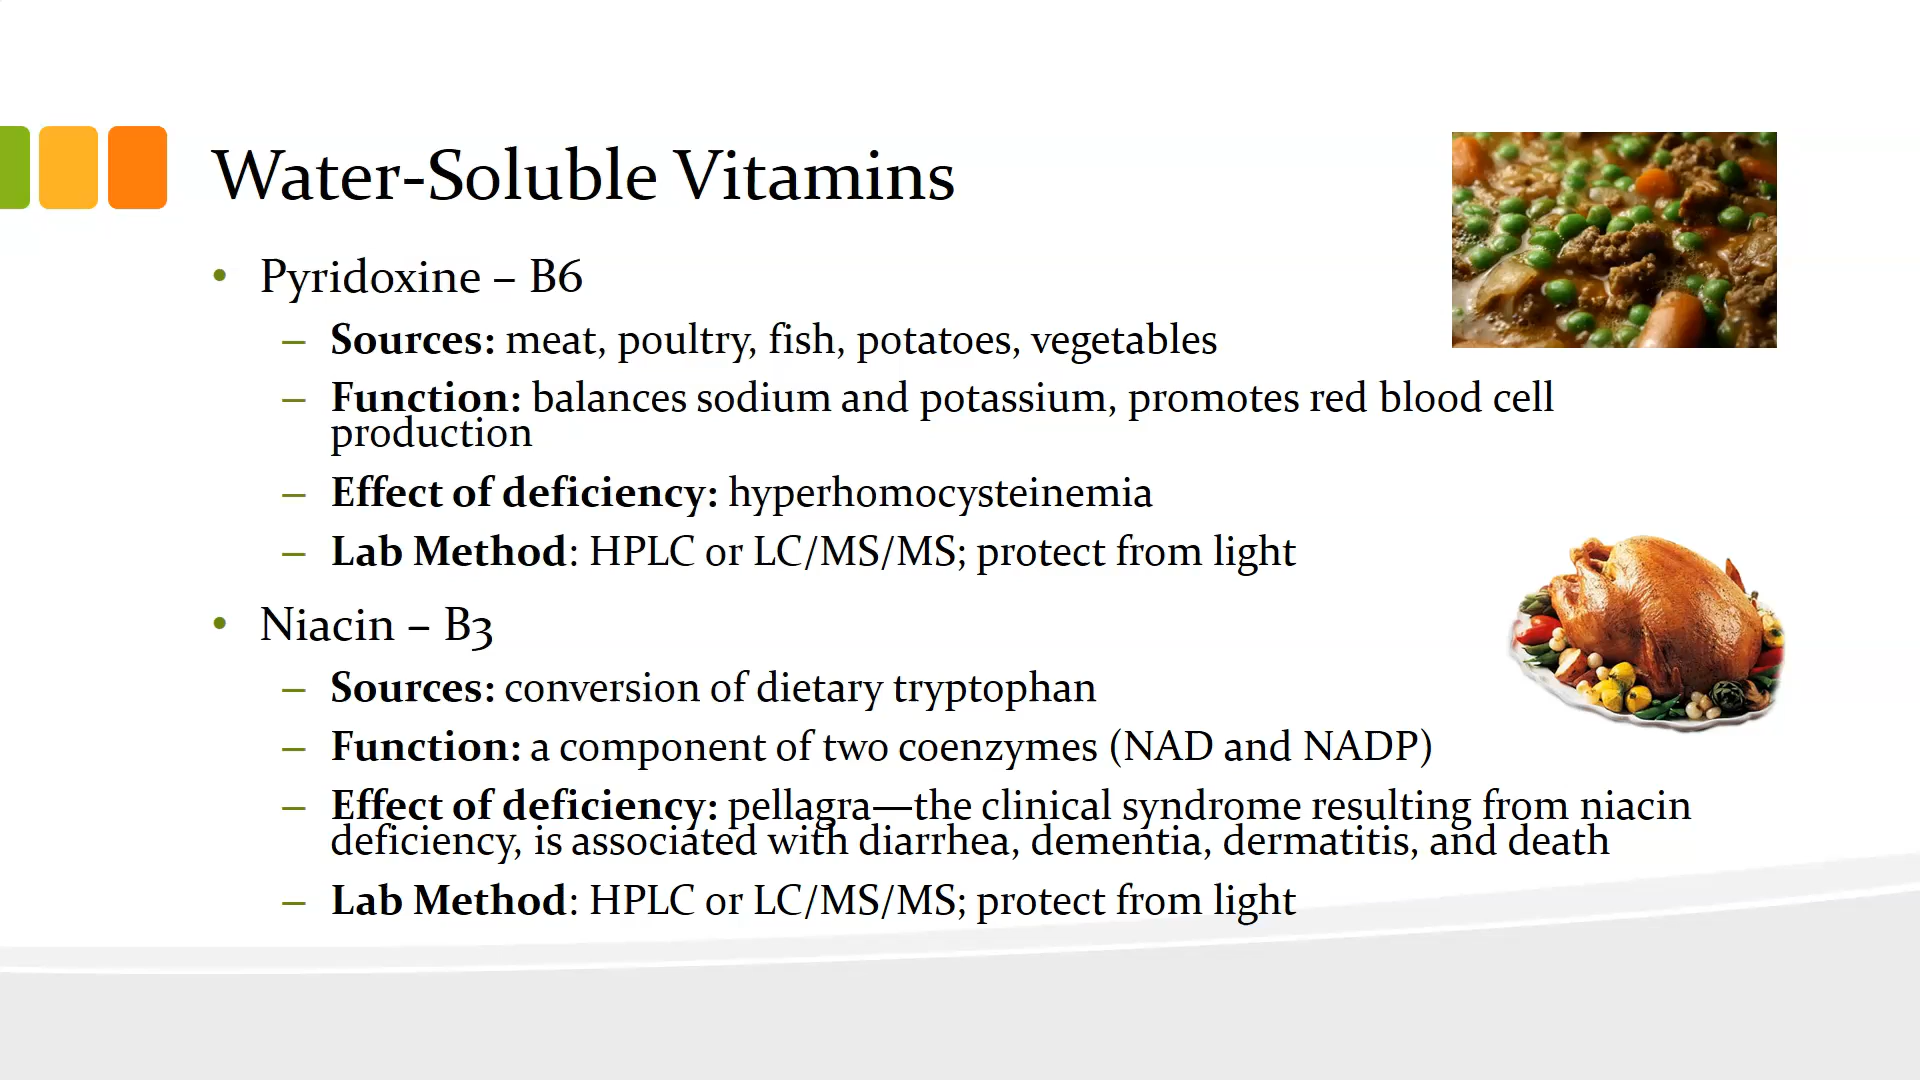 Water-Soluble Vitamins
• Pyridoxine – B6
– Sources: meat, poultry, fish, potatoes, vegetables
– Function: balances sodium and potassium, promotes red blood cell
production
– Effect of deficiency: hyperhomocysteinemia
– Lab Method: HPLC or LC/MS/MS; protect from light
• Niacin – B3
– Sources: conversion of dietary tryptophan
– Function: a component of two coenzymes (NAD and NADP)
– Effect of deficiency: pellagra—the clinical syndrome resulting from niacin
deficiency, is associated with diarrhea, dementia, dermatitis, and death
– Lab Method: HPLC or LC/MS/MS; protect from light